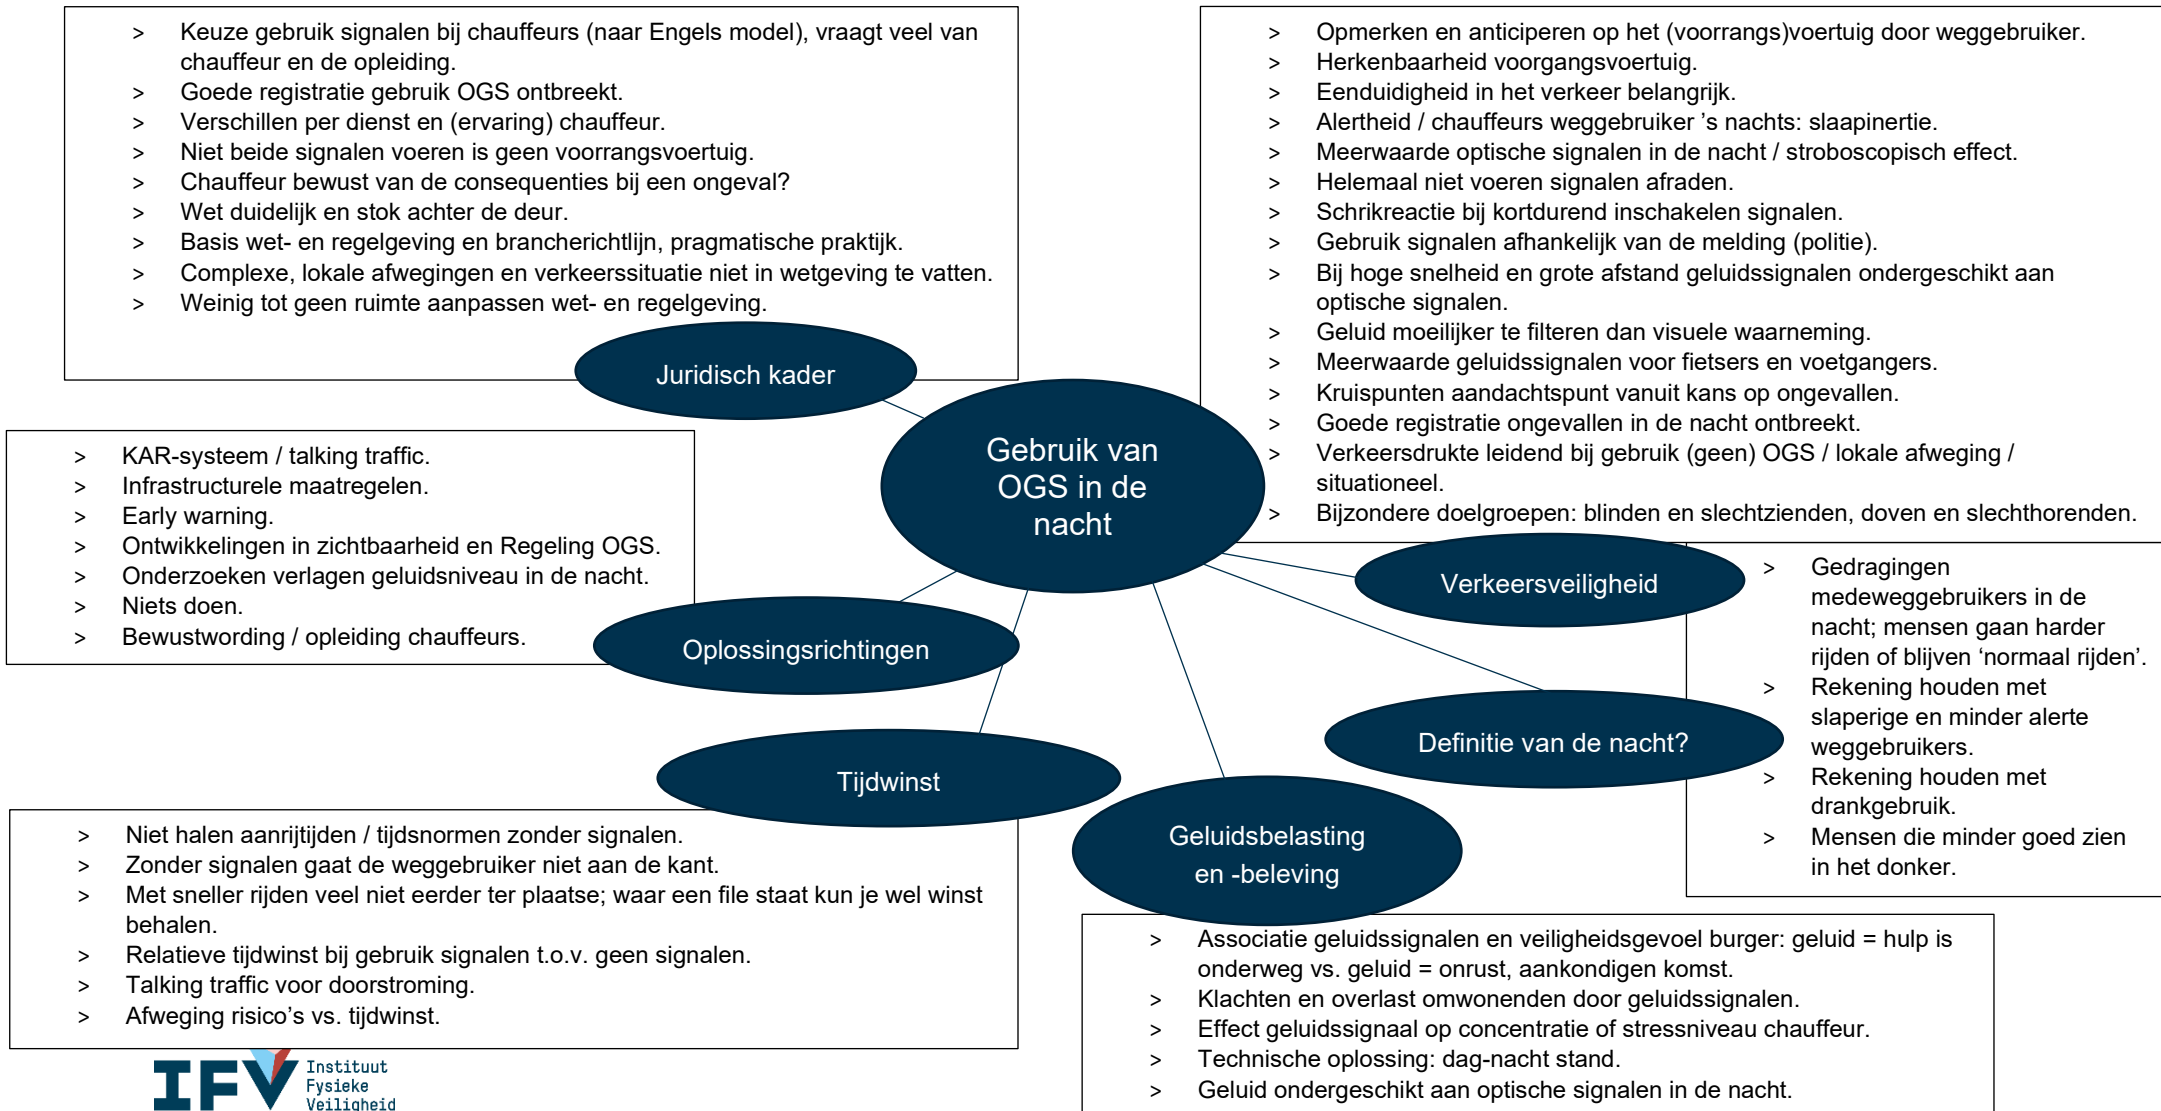 > Keuze gebruik signalen bij chauffeurs (naar Engels model), vraagt veel van
chauffeur en de opleiding.
> Goede registratie gebruik OGS ontbreekt.
> Verschillen per dienst en (ervaring) chauffeur.
> Niet beide signalen voeren is geen voorrangsvoertuig.
> Chauffeur bewust van de consequenties bij een ongeval?
> Wet duidelijk en stok achter de deur.
> Basis wet- en regelgeving en brancherichtlijn, pragmatische praktijk.
> Complexe, lokale afwegingen en verkeerssituatie niet in wetgeving te vatten.
> Weinig tot geen ruimte aanpassen wet- en regelgeving.
Juridisch kader
> Opmerken en anticiperen op het (voorrangs)voertuig door weggebruiker.
> Herkenbaarheid voorgangsvoertuig.
> Eenduidigheid in het verkeer belangrijk.
> Alertheid / chauffeurs weggebruiker ’s nachts: slaapinertie.
> Meerwaarde optische signalen in de nacht / stroboscopisch effect.
> Helemaal niet voeren signalen afraden.
> Schrikreactie bij kortdurend inschakelen signalen.
> Gebruik signalen afhankelijk van de melding (politie).
> Bij hoge snelheid en grote afstand geluidssignalen ondergeschikt aan
optische signalen.
> Geluid moeilijker te filteren dan visuele waarneming.
> Meerwaarde geluidssignalen voor fietsers en voetgangers.
> Kruispunten aandachtspunt vanuit kans op ongevallen.
> Goede registratie ongevallen in de nacht ontbreekt.
> Verkeersdrukte leidend bij gebruik (geen) OGS / lokale afweging /
situationeel.
> Bijzondere doelgroepen: blinden en slechtzienden, doven en slechthorenden.
Verkeersveiligheid
Gebruik van
OGS in de
nacht
> KAR-systeem / talking traffic.
> Infrastructurele maatregelen.
> Early warning.
> Ontwikkelingen in zichtbaarheid en Regeling OGS.
> Onderzoeken verlagen geluidsniveau in de nacht.
> Niets doen.
> Bewustwording / opleiding chauffeurs.
Oplossingsrichtingen
> Gedragingen
medeweggebruikers in de
nacht; mensen gaan harder
rijden of blijven ‘normaal rijden’.
> Rekening houden met
slaperige en minder alerte
weggebruikers.
> Rekening houden met
drankgebruik.
> Mensen die minder goed zien
in het donker.
Definitie van de nacht?
Tijdwinst
> Niet halen aanrijtijden / tijdsnormen zonder signalen.
> Zonder signalen gaat de weggebruiker niet aan de kant.
> Met sneller rijden veel niet eerder ter plaatse; waar een file staat kun je wel winst
behalen.
> Relatieve tijdwinst bij gebruik signalen t.o.v. geen signalen.
> Talking traffic voor doorstroming.
> Afweging risico’s vs. tijdwinst.
Geluidsbelasting
en -beleving
> Associatie geluidssignalen en veiligheidsgevoel burger: geluid = hulp is
onderweg vs. geluid = onrust, aankondigen komst.
> Klachten en overlast omwonenden door geluidssignalen.
> Effect geluidssignaal op concentratie of stressniveau chauffeur.
> Technische oplossing: dag-nacht stand.
> Geluid ondergeschikt aan optische signalen in de nacht.
IFV
Instituut
Fysieke
Veiligheid